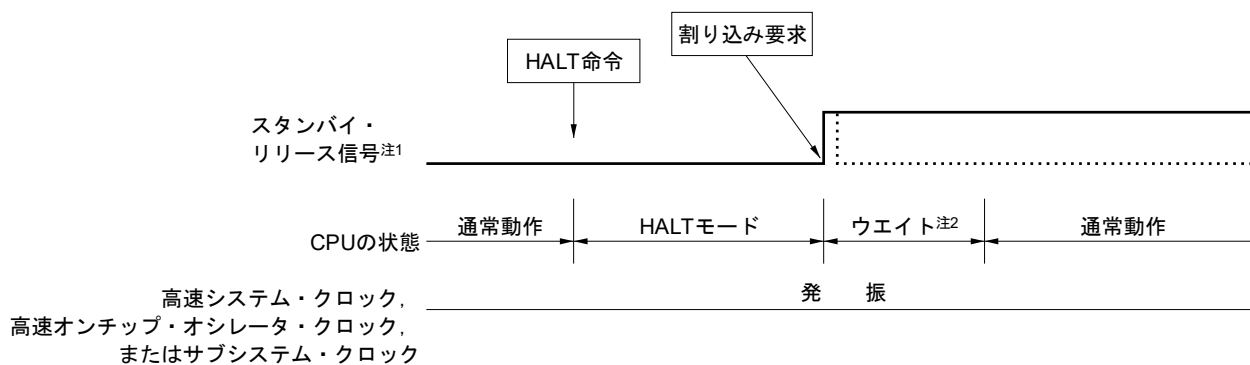 割り込み要求
HALT命令
スタンバイ・
リリース信号注1
通常動作 HALTモード ウエイト注2 通常動作
CPUの状態
発 振
高速システム・クロック,
高速オンチップ・オシレータ・クロック,
またはサブシステム・クロック